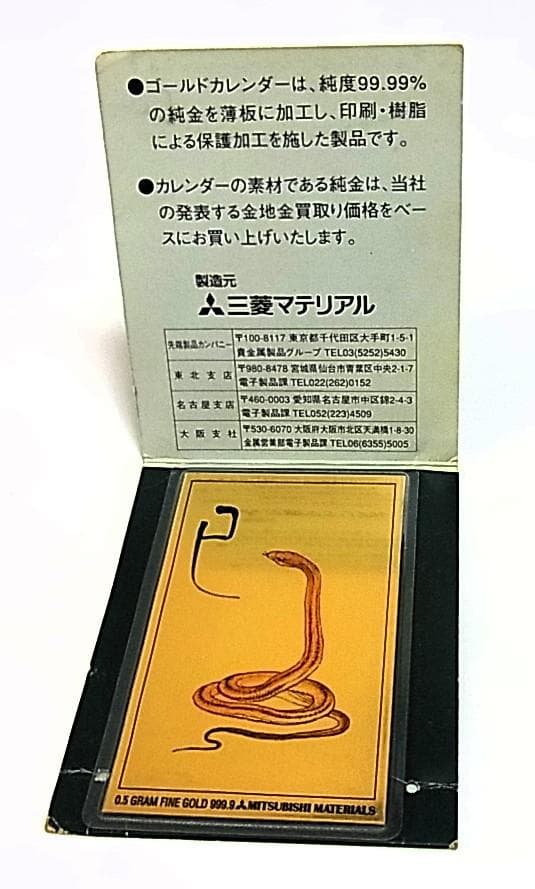 ●ゴールドカレンダーは、純度99.99%
の純金を薄板に加工し、印刷・樹脂
による保護加工を施した製品です。
●カレンダーの素材である純金は、当社
の発表する金地金買取り価格をベー
スにお買い上げいたします。
製造元
三菱マテリアル
先端製品カンパニー 〒100-8117 東京都千代田区大手町1-5-1
貴金属製品グループ TEL03(5252)5430
東北支店 〒980-8478 宮城県仙台市青葉区中央2-1-7
電子製品課 TEL022(262)0152
名古屋支店 〒460-0003 愛知県名古屋市中区錦2-4-3
電子製品課 TEL052(223)4509
大阪支社 〒530-6070 大阪府大阪市北区天満橋1-8-30
金属営業部電子製品課 TEL06(6355)5005
巳
0.5 GRAM FINE GOLD 999.9 MITSUBISHI MATERIALS